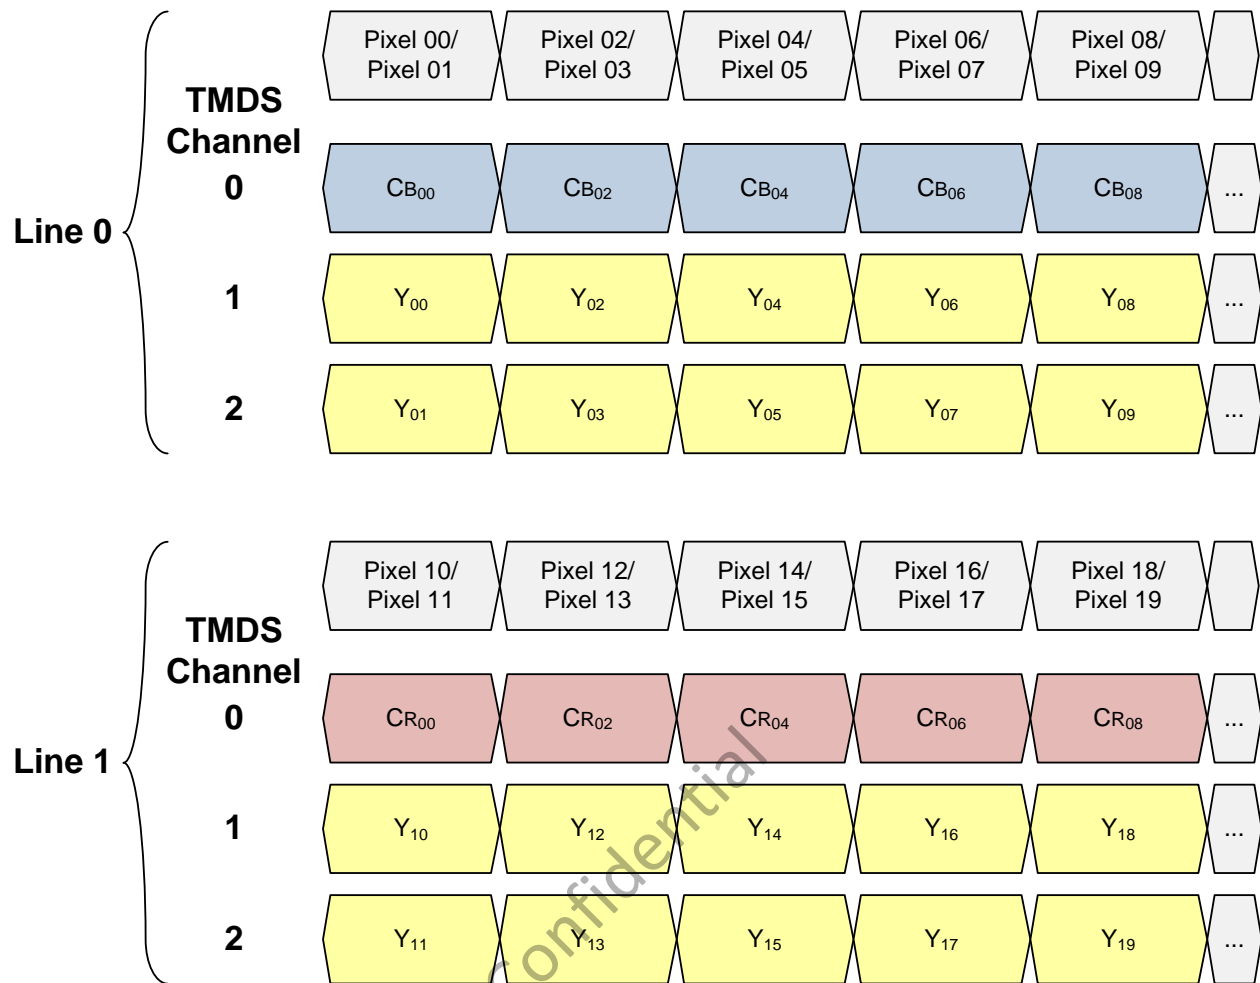 Pixel 00/ Pixel 02/ Pixel 04/ Pixel 06/ Pixel 08/
Pixel 01 Pixel 03 Pixel 05 Pixel 07 Pixel 09
TMDS
Channel
0 CB00 CB02 CB04 CB06 CB08 ...
Line 0
1 Y00 Y02 Y04 Y06 Y08 ...
2 Y01 Y03 Y05 Y07 Y09 ...
Pixel 10/ Pixel 12/ Pixel 14/ Pixel 16/ Pixel 18/
Pixel 11 Pixel 13 Pixel 15 Pixel 17 Pixel 19
TMDS
Channel
0 CR00 CR02 CR04 CR06 CR08 ...
Line 1
1 Y10 Y12 Y14 Y16 Y18 ...
2 Y11 Y13 Y15 Y17 Y19 ...
Confidential